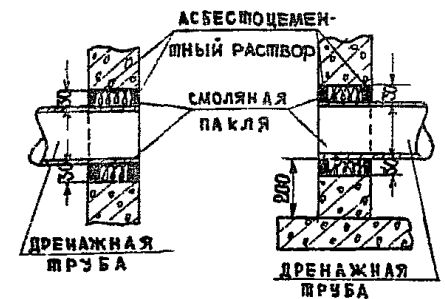 АСБЕСТОЦЕМЕН-
ТНЫЙ РАСТВОР
СМОЛЯНАЯ
ПАКЛЯ
50
50
50
50
200
ДРЕНАЖНАЯ
ТРУБА
ДРЕНАЖНАЯ
ТРУБА